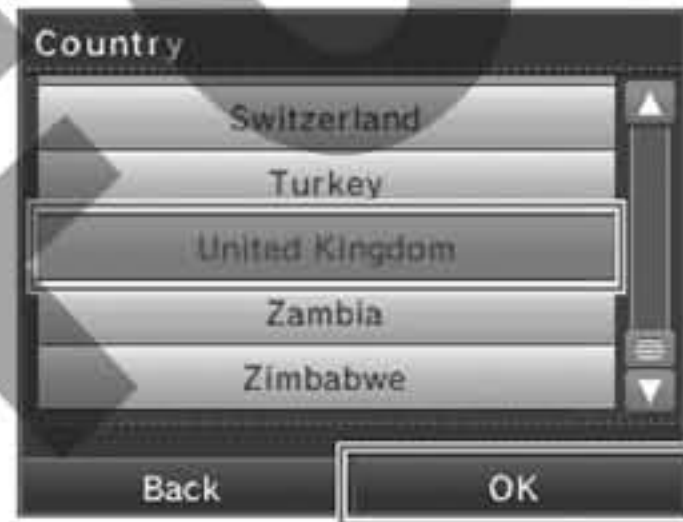 Country
Switzerland
Turkey
United Kingdom
Zambia
Zimbabwe
Back OK